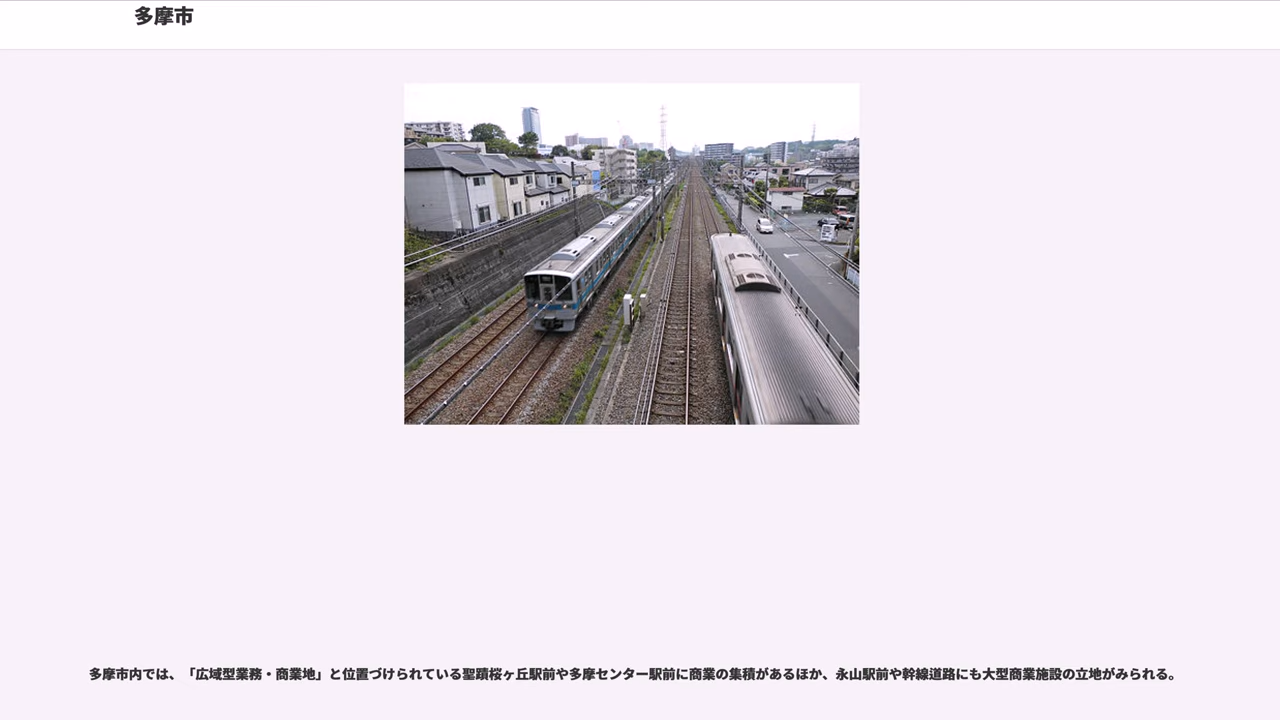 多摩市
多摩市内では、「広域型業務・商業地」と位置づけられている聖蹟桜ヶ丘駅前や多摩センター駅前に商業の集積があるほか、永山駅前や幹線道路にも大型商業施設の立地がみられる。